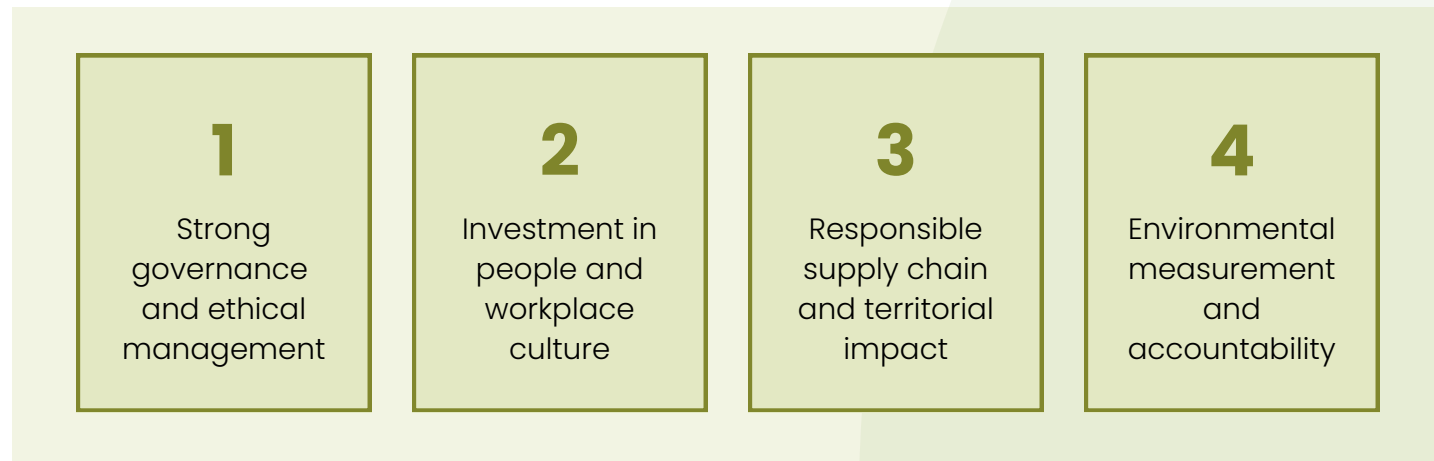 1
Strong
governance
and ethical
management
2
Investment in
people and
workplace
culture
3
Responsible
supply chain
and territorial
impact
4
Environmental
measurement
and
accountability